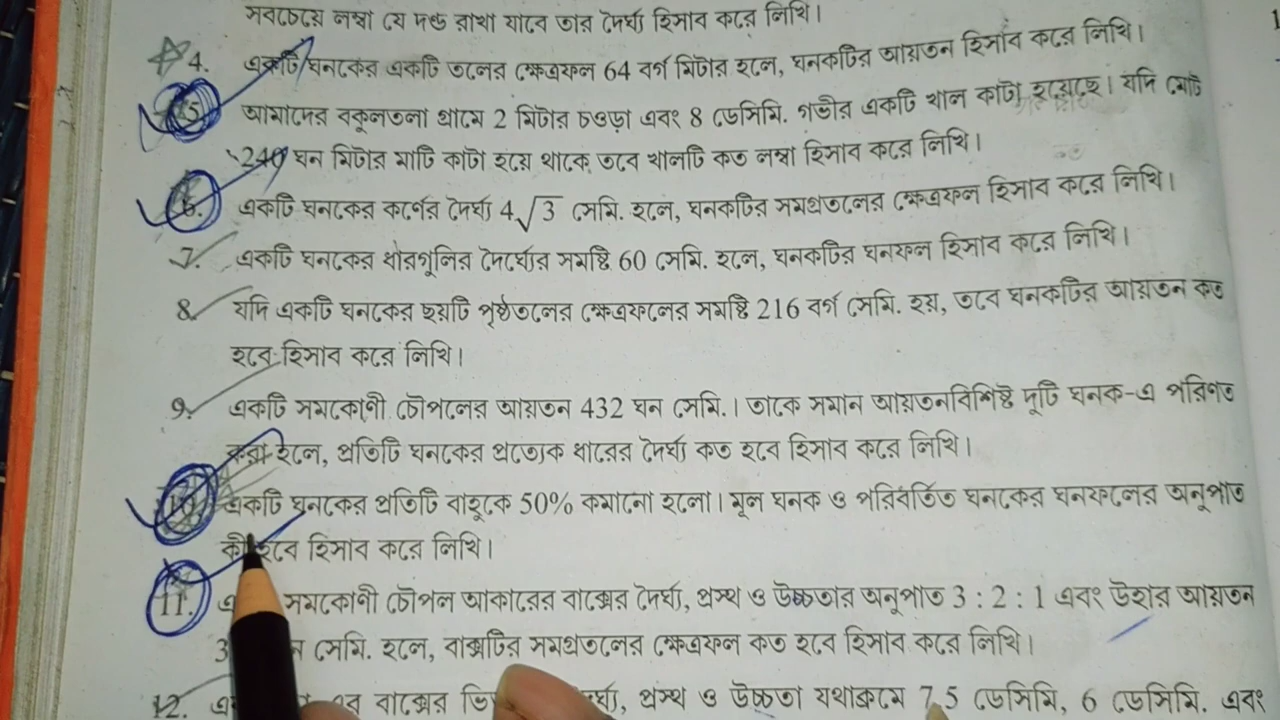 সবচেয়ে লম্বা যে দণ্ড রাখা যাবে তার দৈর্ঘ্য হিসাব করে লিখি।
4. একটি ঘনকের একটি তলের ক্ষেত্রফল 64 বর্গ মিটার হলে, ঘনকটির আয়তন হিসাব করে লিখি।
5. আমাদের বকুলতলা গ্রামে 2 মিটার চওড়া এবং 8 ডেসিমি. গভীর একটি খাল কাটা হয়েছে। যদি মোট
240 ঘন মিটার মাটি কাটা হয়ে থাকে তবে খালটি কত লম্বা হিসাব করে লিখি।
6. একটি ঘনকের কর্ণের দৈর্ঘ্য 4√3 সেমি. হলে, ঘনকটির সমগ্রতলের ক্ষেত্রফল হিসাব করে লিখি।
7. একটি ঘনকের ধারগুলির দৈর্ঘ্যের সমষ্টি 60 সেমি. হলে, ঘনকটির ঘনফল হিসাব করে লিখি।
8. যদি একটি ঘনকের ছয়টি পৃষ্ঠতলের ক্ষেত্রফলের সমষ্টি 216 বর্গ সেমি. হয়, তবে ঘনকটির আয়তন কত
হবে হিসাব করে লিখি।
9. একটি সমকোণী চৌপলের আয়তন 432 ঘন সেমি.। তাকে সমান আয়তনবিশিষ্ট দুটি ঘনক-এ পরিণত
করা হলে, প্রতিটি ঘনকের প্রত্যেক ধারের দৈর্ঘ্য কত হবে হিসাব করে লিখি।
10. একটি ঘনকের প্রতিটি বাহুকে 50% কমানো হলো। মূল ঘনক ও পরিবর্তিত ঘনকের ঘনফলের অনুপাত
কী হবে হিসাব করে লিখি।
11. সমকোণী চৌপল আকারের বাক্সের দৈর্ঘ্য, প্রস্থ ও উচ্চতার অনুপাত 3 : 2 : 1 এবং উহার আয়তন
সেমি. হলে, বাক্সটির সমগ্রতলের ক্ষেত্রফল কত হবে হিসাব করে লিখি।
12. বাক্সের প্রস্থ ও উচ্চতা যথাক্রমে 7.5 ডেসিমি, 6 ডেসিমি. এবং